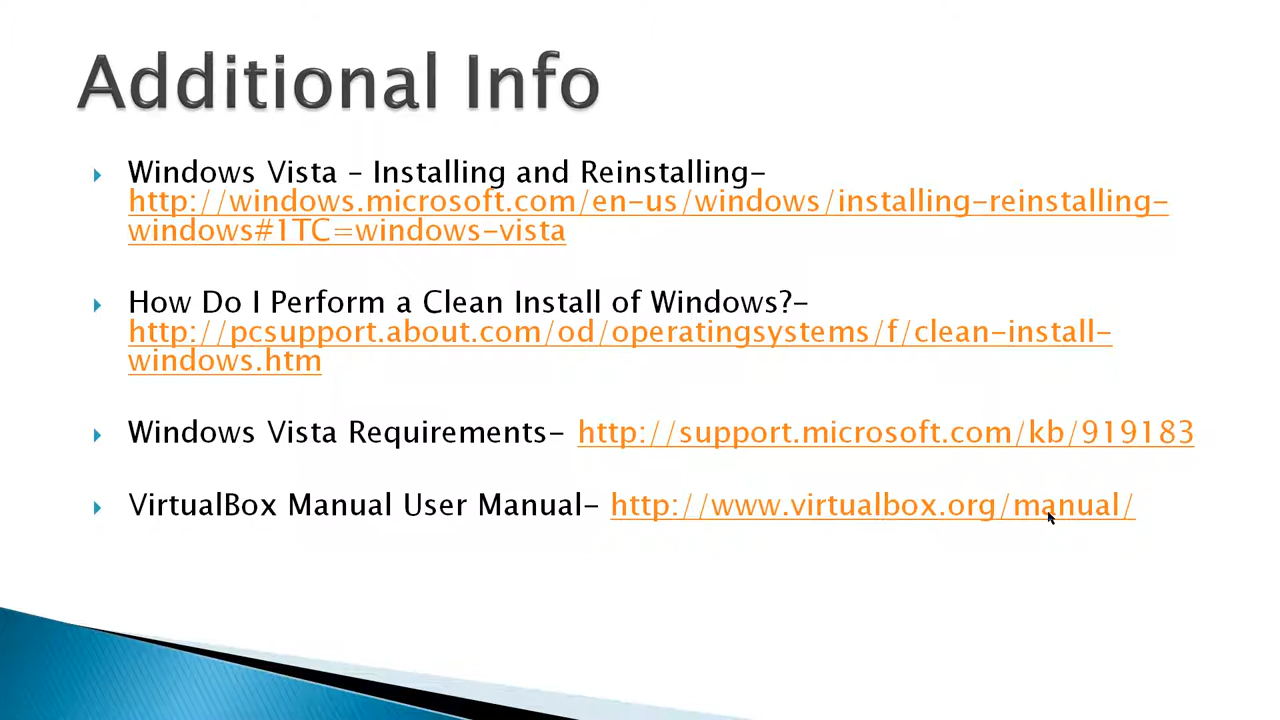 Additional Info
Windows Vista – Installing and Reinstalling-
http://windows.microsoft.com/en-us/windows/installing-reinstalling-
windows#1TC=windows-vista
How Do I Perform a Clean Install of Windows?-
http://pcsupport.about.com/od/operatingsystems/f/clean-install-
windows.htm
Windows Vista Requirements- http://support.microsoft.com/kb/919183
VirtualBox Manual User Manual- http://www.virtualbox.org/manual/